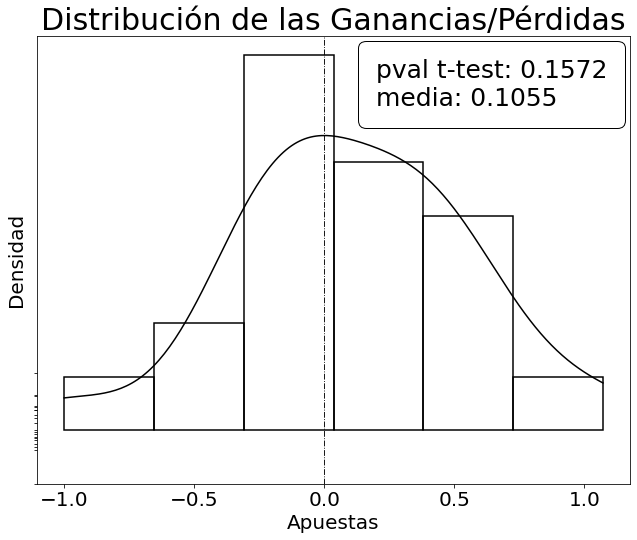 Distribución de las Ganancias/Pérdidas
pval t-test: 0.1572
media: 0.1055
Densidad
−1.0
−0.5
0.0
0.5
1.0
Apuestas